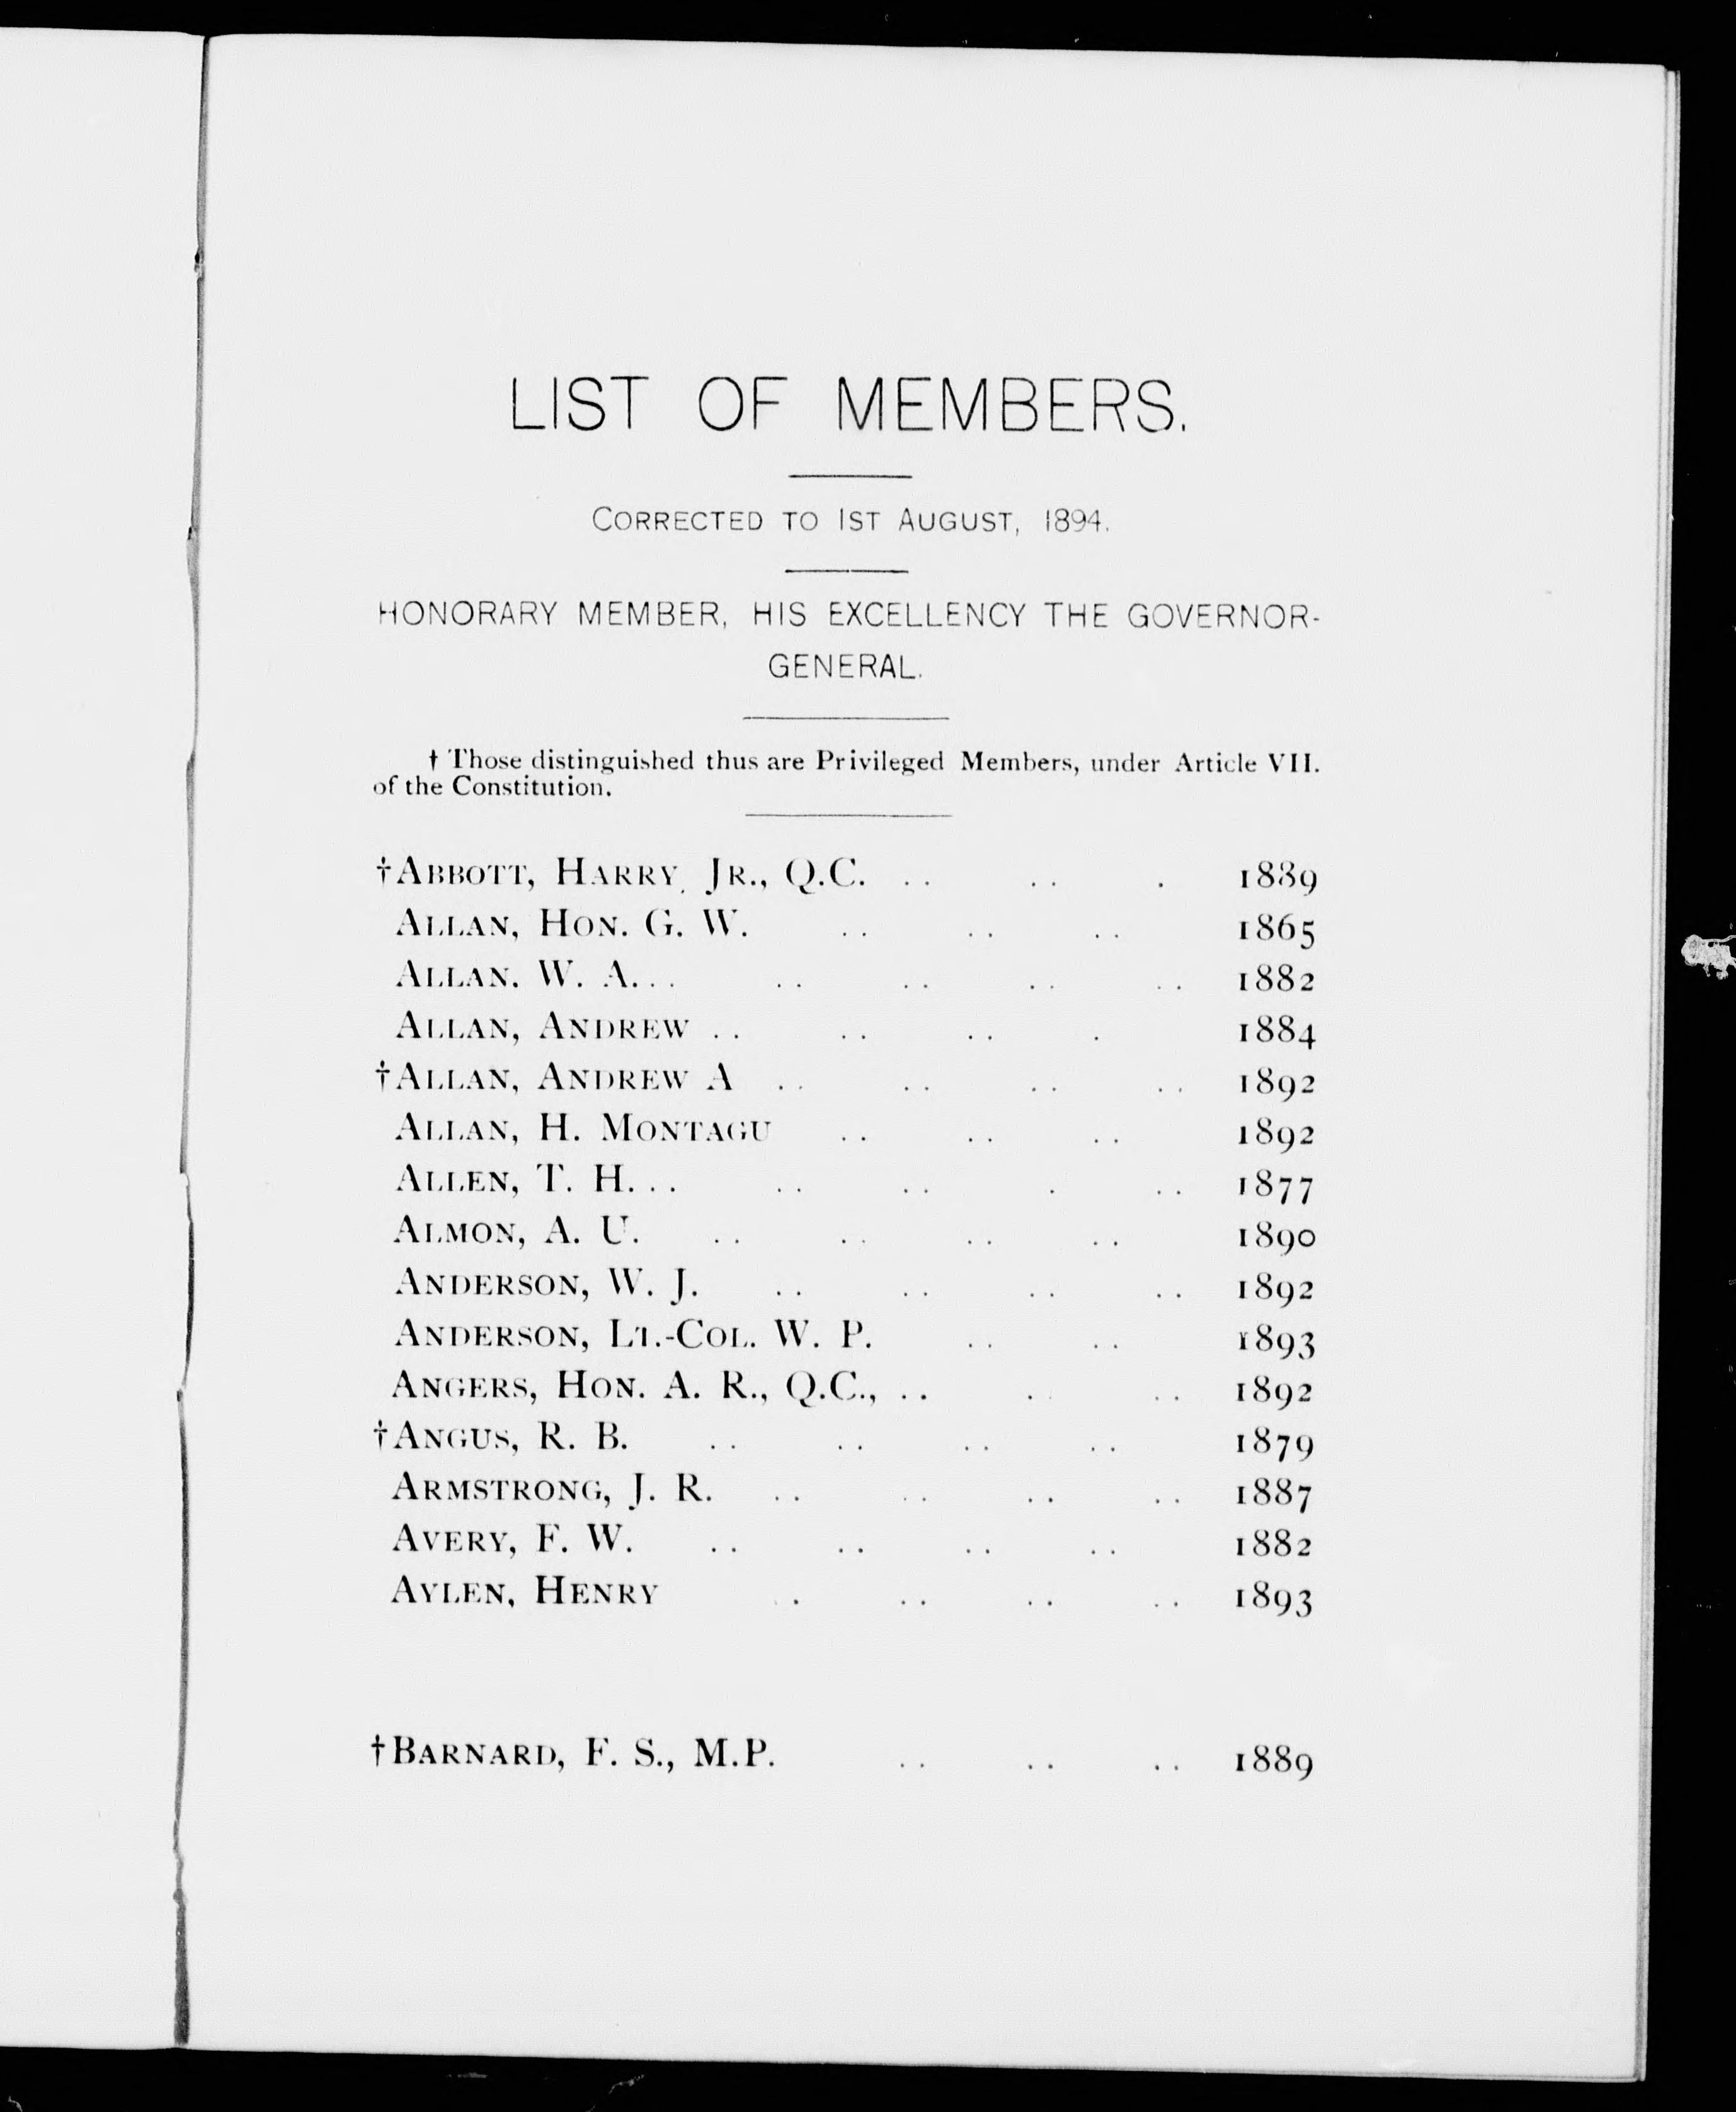 LIST OF MEMBERS.
CORRECTED TO 1ST AUGUST, 1894.
HONORARY MEMBER, HIS EXCELLENCY THE GOVERNOR-
GENERAL.
† Those distinguished thus are Privileged Members, under Article VII.
of the Constitution.
†ABBOTT, HARRY, JR., Q.C. .. .. . 1889
ALLAN, HON. G. W. .. .. .. 1865
ALLAN. W. A... .. .. .. .. 1882
ALLAN, ANDREW .. .. .. . 1884
†ALLAN, ANDREW A .. .. .. .. 1892
ALLAN, H. MONTAGU .. .. .. 1892
ALLEN, T. H... .. .. . .. 1877
ALMON, A. U. .. .. .. .. 1890
ANDERSON, W. J. .. .. .. .. 1892
ANDERSON, LT.-COL. W. P. .. .. 1893
ANGERS, HON. A. R., Q.C., .. . .. 1892
†ANGUS, R. B. .. .. .. .. 1879
ARMSTRONG, J. R. .. .. .. .. 1887
AVERY, F. W. .. .. .. .. 1882
AYLEN, HENRY .. .. .. .. 1893
†BARNARD, F. S., M.P. .. .. .. 1889